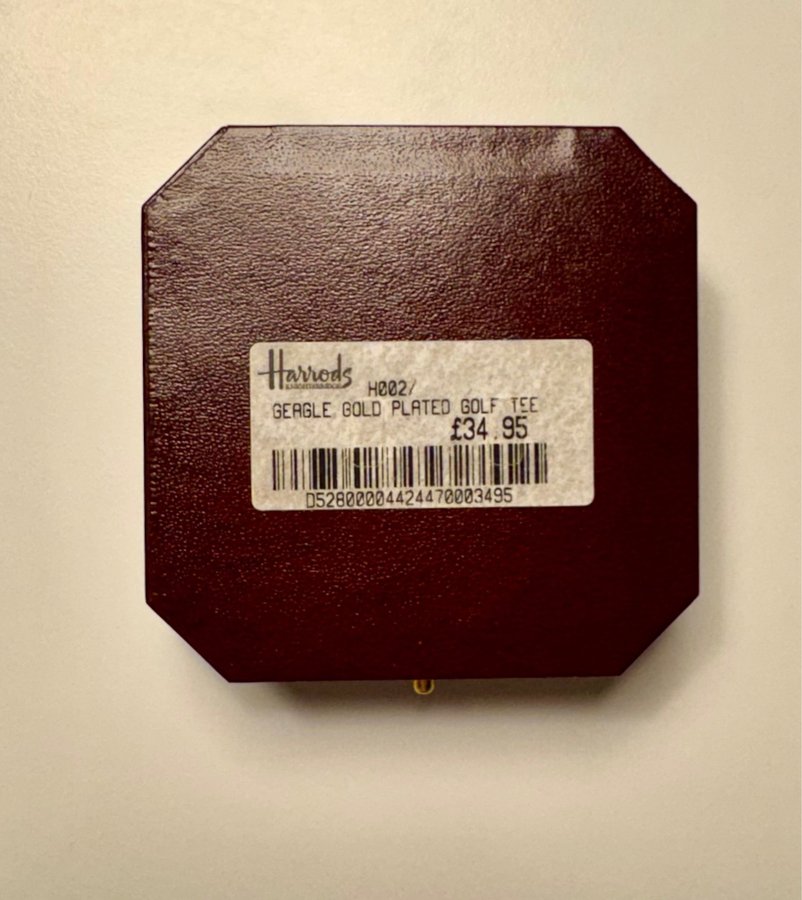 Harrods
H002/
GEAGLE GOLD PLATED GOLF TEE
£34.95
D52800004424470003495